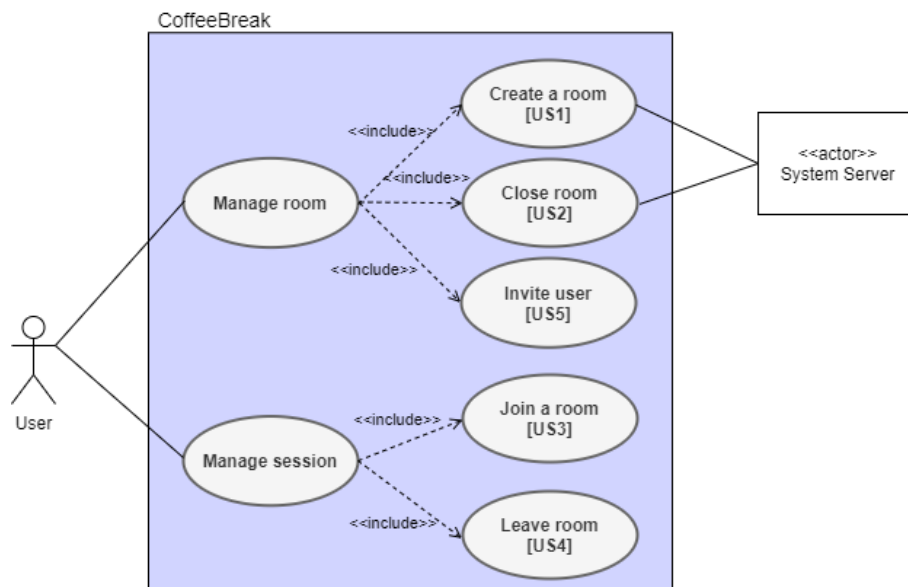 CoffeeBreak
Create a room
[US1]
<<include>>
<<actor>>
System Server
<<include>>
Manage room
Close room
[US2]
<<include>>
Invite user
[US5]
User
Join a room
[US3]
<<include>>
Manage session
<<include>>
Leave room
[US4]